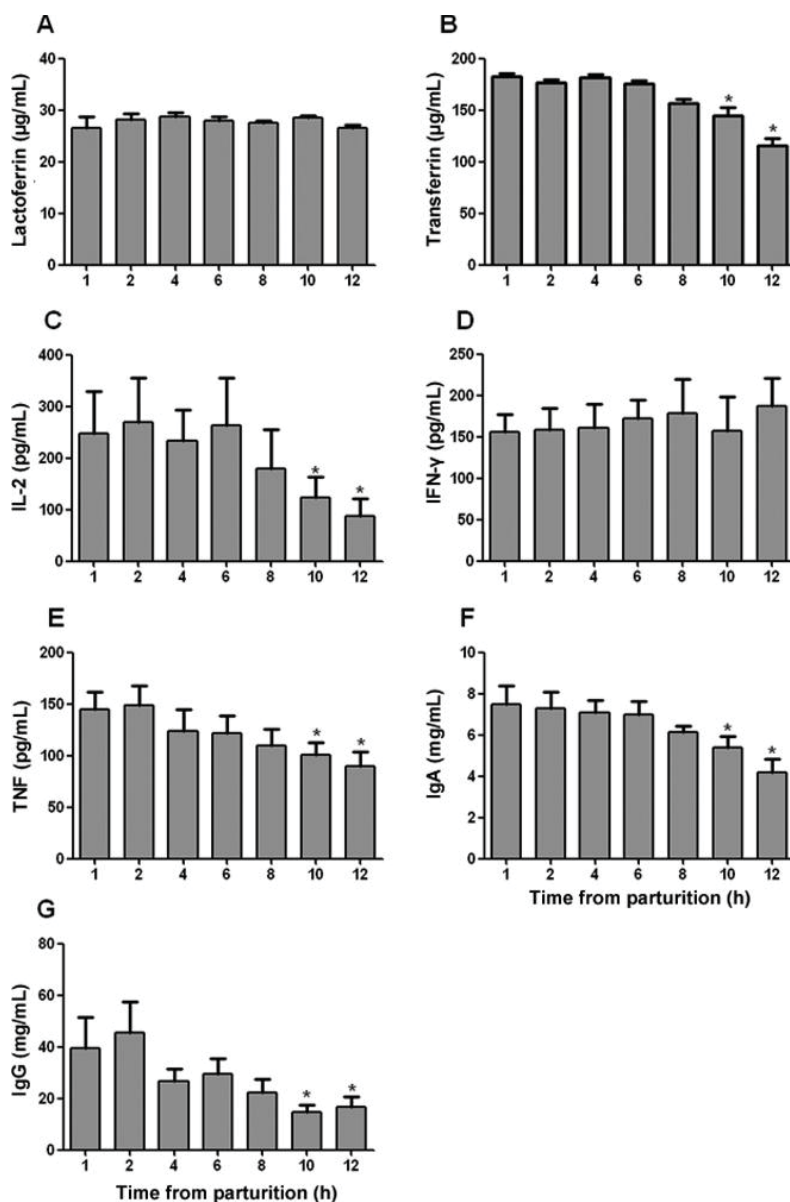 A
Lactoferrin (µg/mL)
40
30
20
10
0
1 2 4 6 8 10 12
B
Transferrin (µg/mL)
200
150
100
50
0
* *
1 2 4 6 8 10 12
C
IL-2 (pg/mL)
400
300
200
100
0
* *
1 2 4 6 8 10 12
D
IFN-γ (pg/mL)
250
200
150
100
50
0
1 2 4 6 8 10 12
E
TNF (pg/mL)
200
150
100
50
0
* *
1 2 4 6 8 10 12
F
IgA (mg/mL)
10
8
6
4
2
0
* *
1 2 4 6 8 10 12
Time from parturition (h)
G
IgG (mg/mL)
80
60
40
20
0
* *
1 2 4 6 8 10 12
Time from parturition (h)